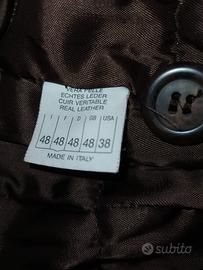 VERA PELLE
ECHTES LEDER
CUIR VERITABLE
REAL LEATHER
I F D GB USA
48 48 48 48 38
MADE IN ITALY
subito